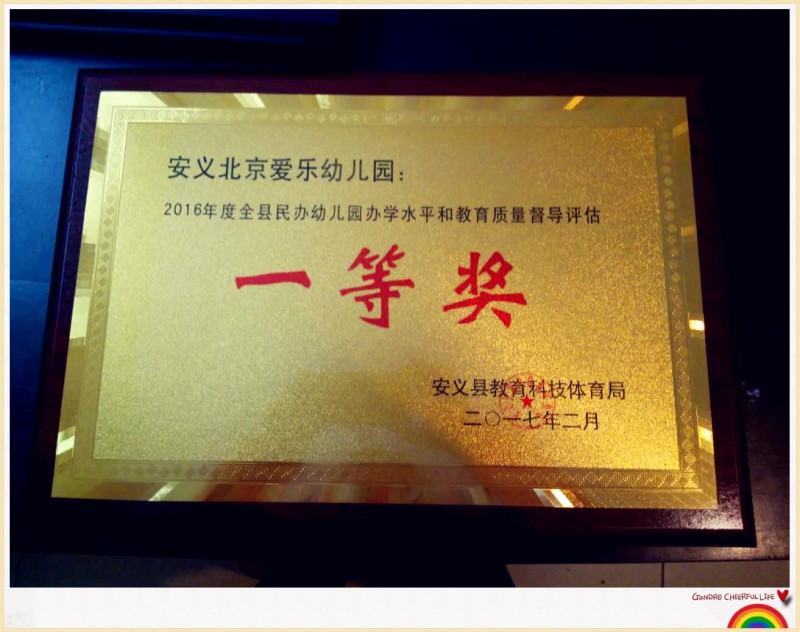 安义北京爱乐幼儿园：
2016年度全县民办幼儿园办学水平和教育质量督导评估
一等奖
安义县教育科技体育局
二〇一七年二月
GONDAE CHEERFUL LIFE